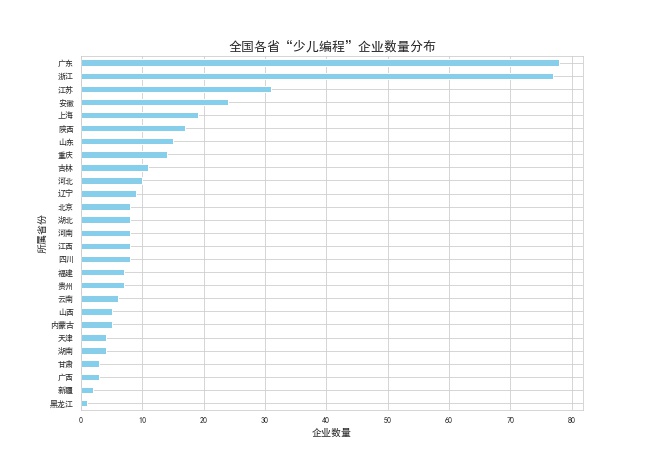 全国各省“少儿编程”企业数量分布
广东
浙江
江苏
安徽
上海
陕西
山东
重庆
吉林
河北
辽宁
北京
湖北
河南
江西
四川
福建
贵州
云南
山西
内蒙古
天津
湖南
甘肃
广西
新疆
黑龙江
所属省份
0 10 20 30 40 50 60 70 80
企业数量